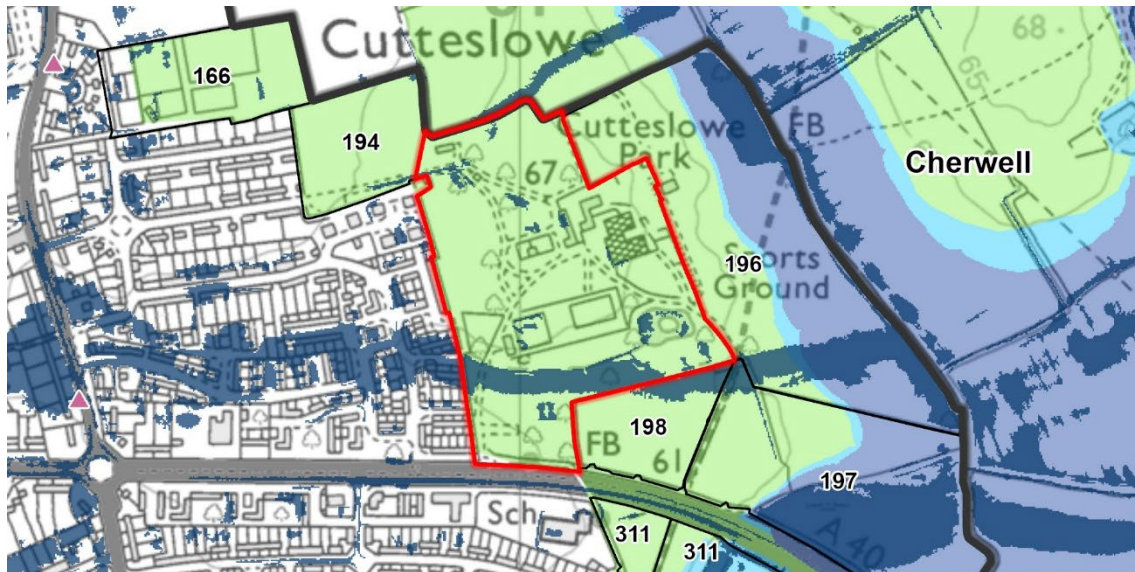 Cutteslowe
68
166
65
Cutteslowe
FB
194
Park
Cherwell
67
196
Sports
Ground
198
FB
61
197
Sch
311
A 40
311